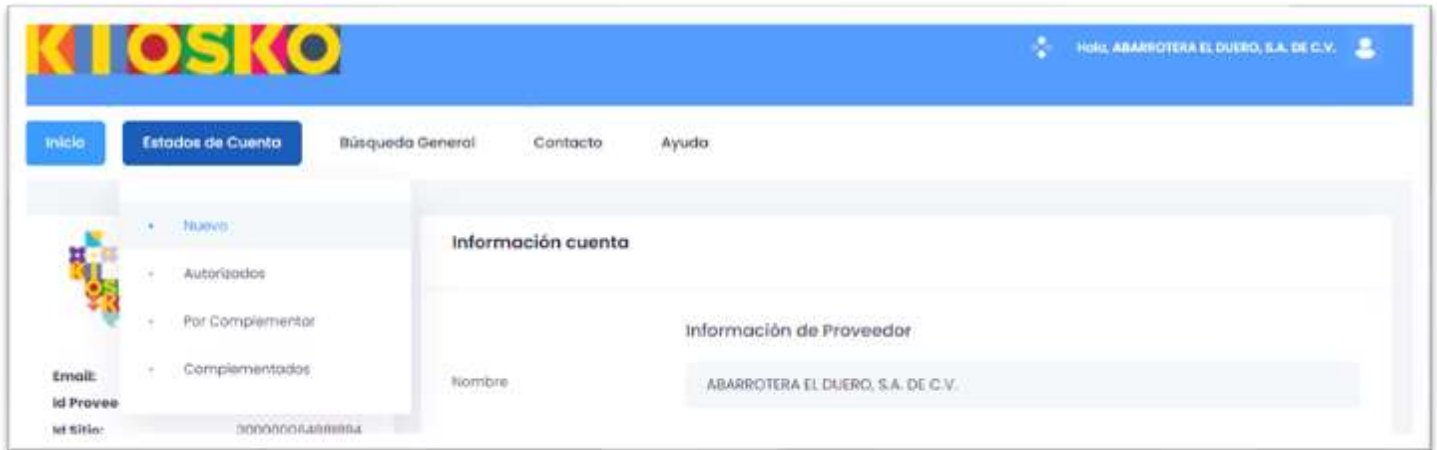 KIOSKO
Hola, ABARROTERA EL DUERO, S.A. DE C.V.
Inicio Estados de Cuenta Búsqueda General Contacto Ayuda
Nuevo
Autorizados
Por Complementar
Complementados
KIOSKO
Email:
Id Provee
Id Sitio:
Información cuenta
Información de Proveedor
Nombre ABARROTERA EL DUERO, S.A. DE C.V.